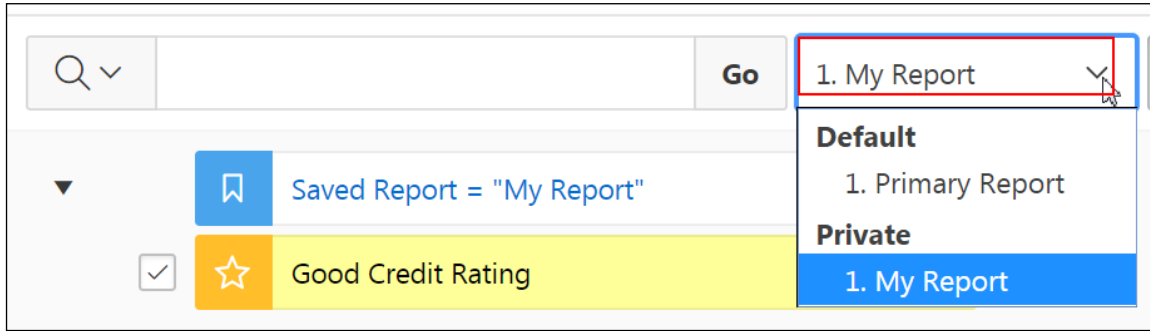 Go
1. My Report
Default
1. Primary Report
Private
1. My Report
Saved Report = "My Report"
Good Credit Rating